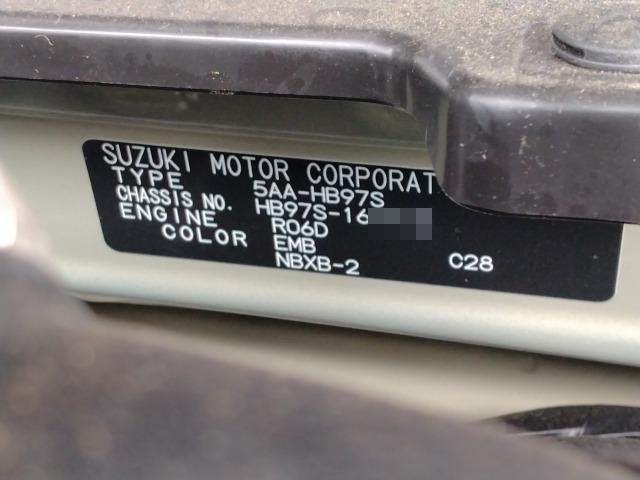 SUZUKI MOTOR CORPORAT
TYPE 5AA-HB97S
CHASSIS NO. HB97S-16
ENGINE R06D
COLOR EMB
NBXB-2 C28